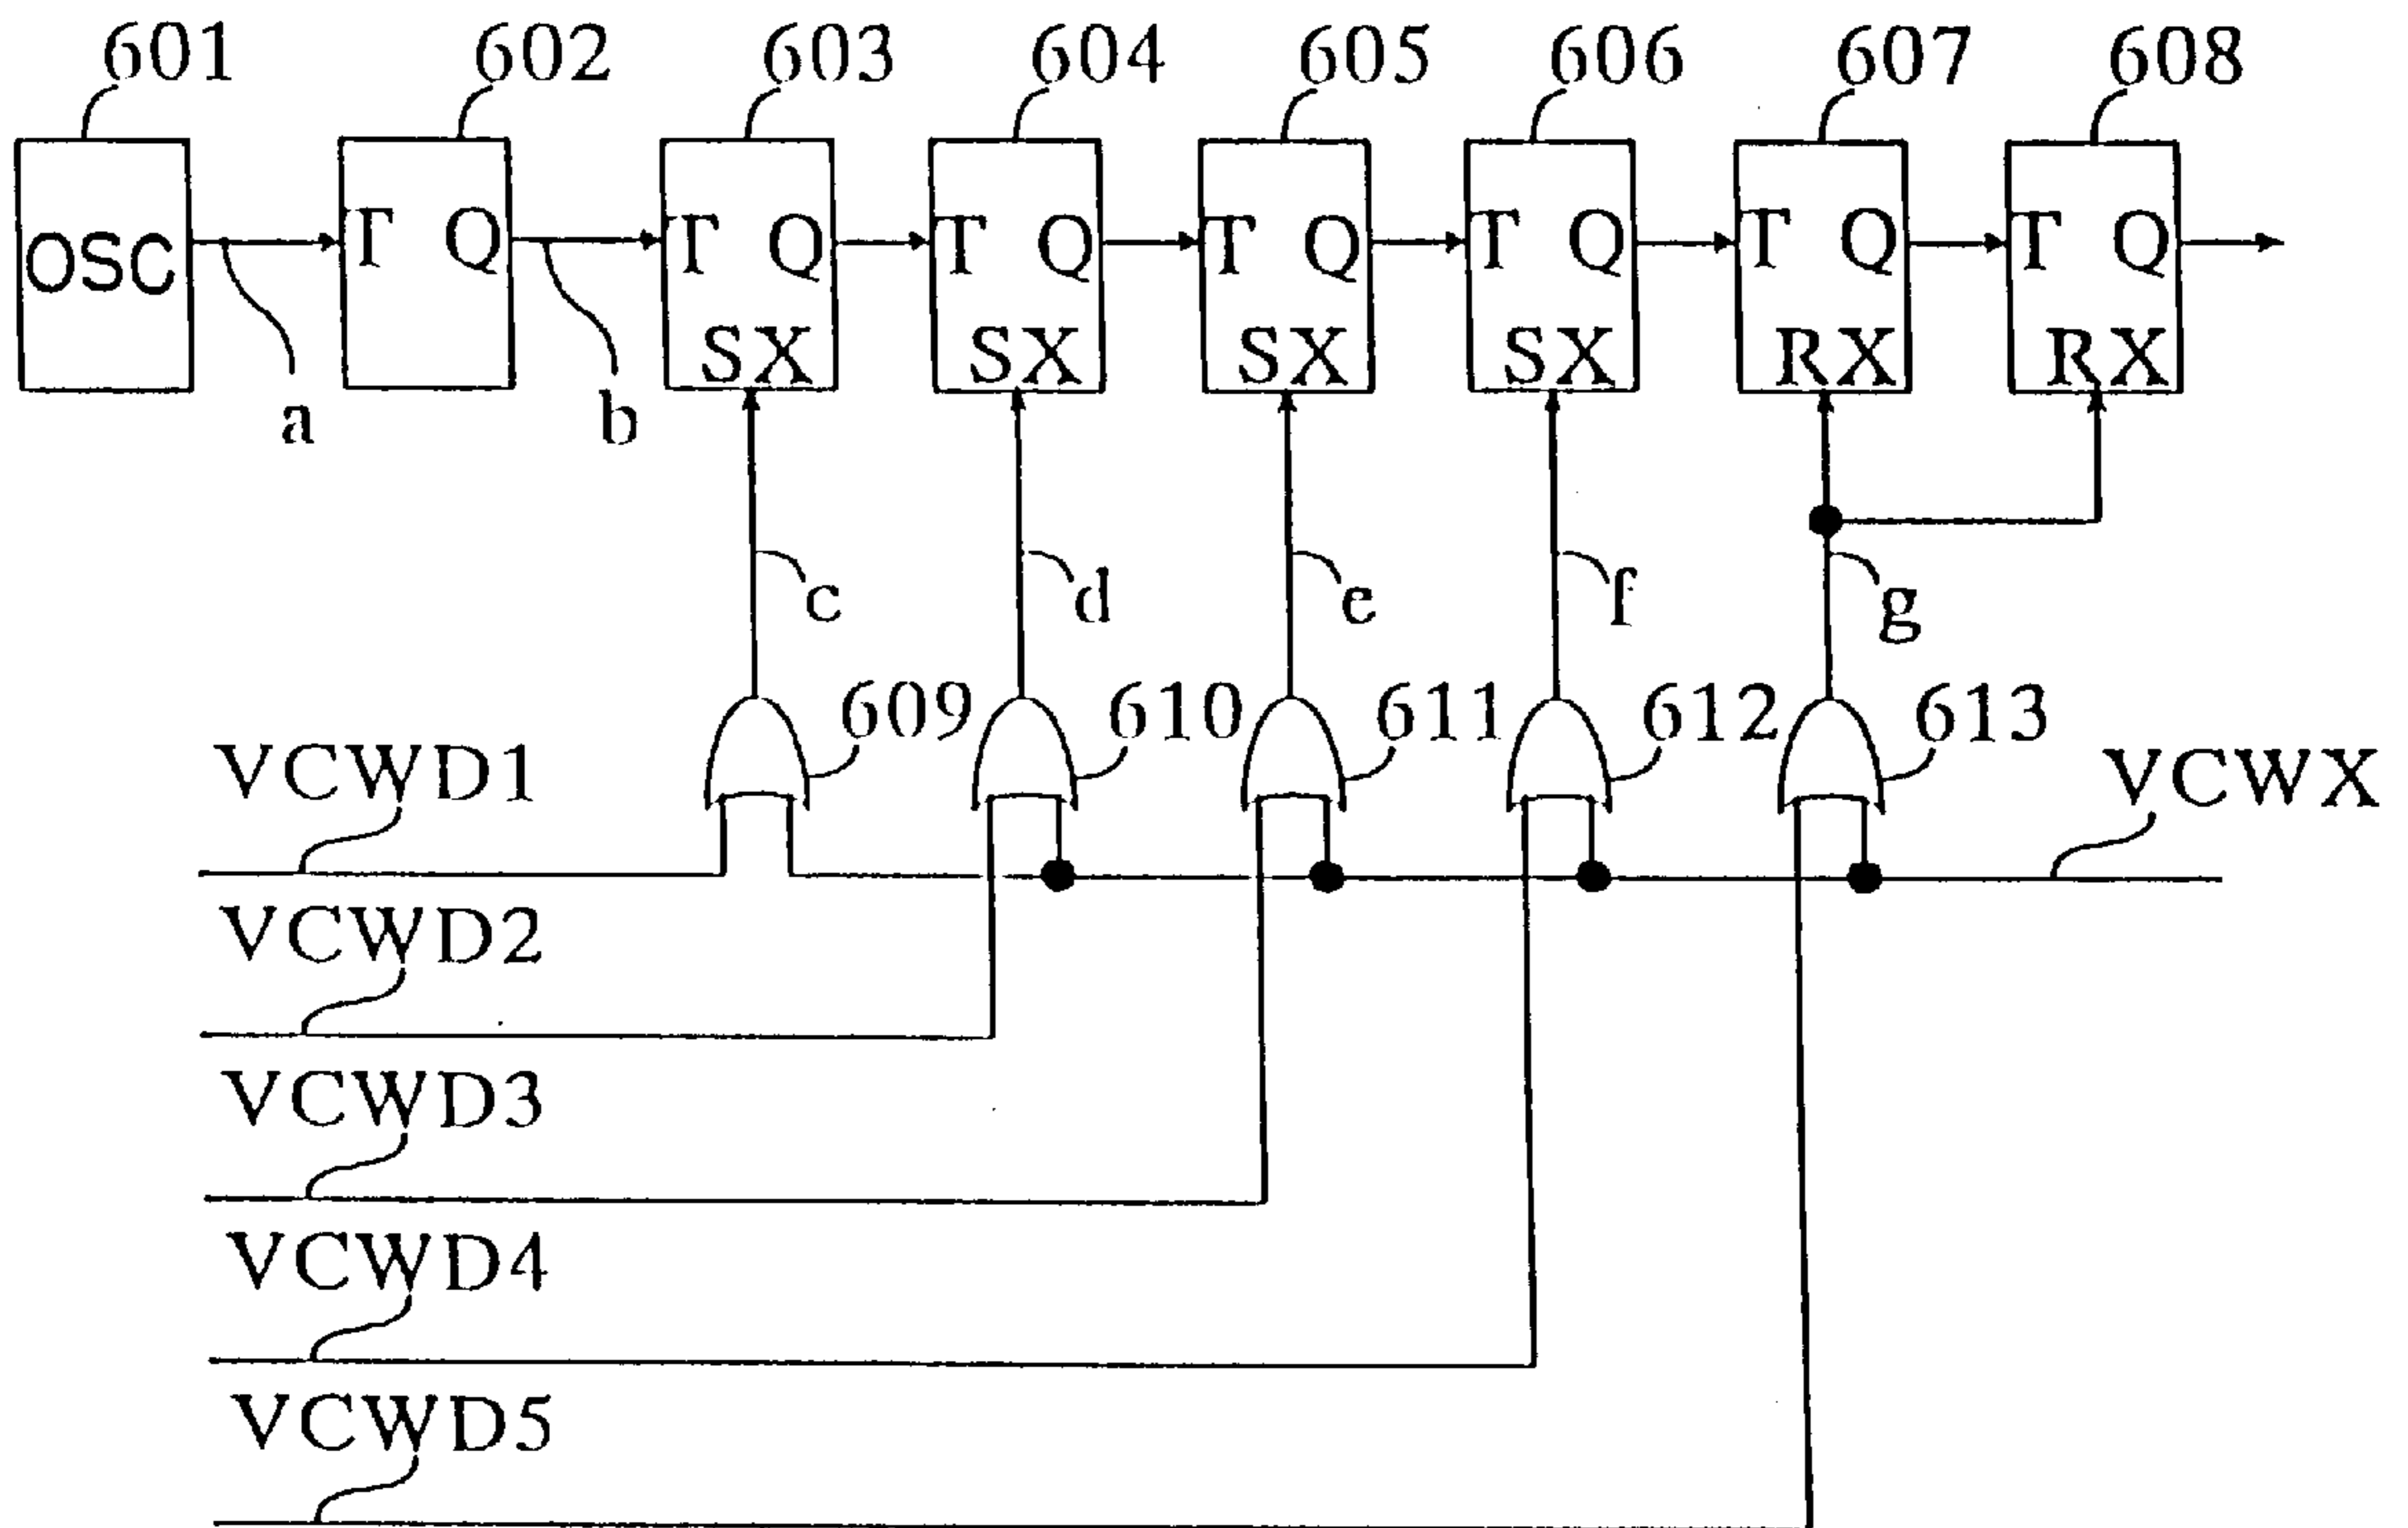 601 602 603 604 605 606 607 608
OSC T Q T Q T Q T Q T Q T Q T Q
SX SX SX SX RX RX
a b
c d e f g
609 610 611 612 613
VCWD1 VCWX
VCWD2
VCWD3
VCWD4
VCWD5